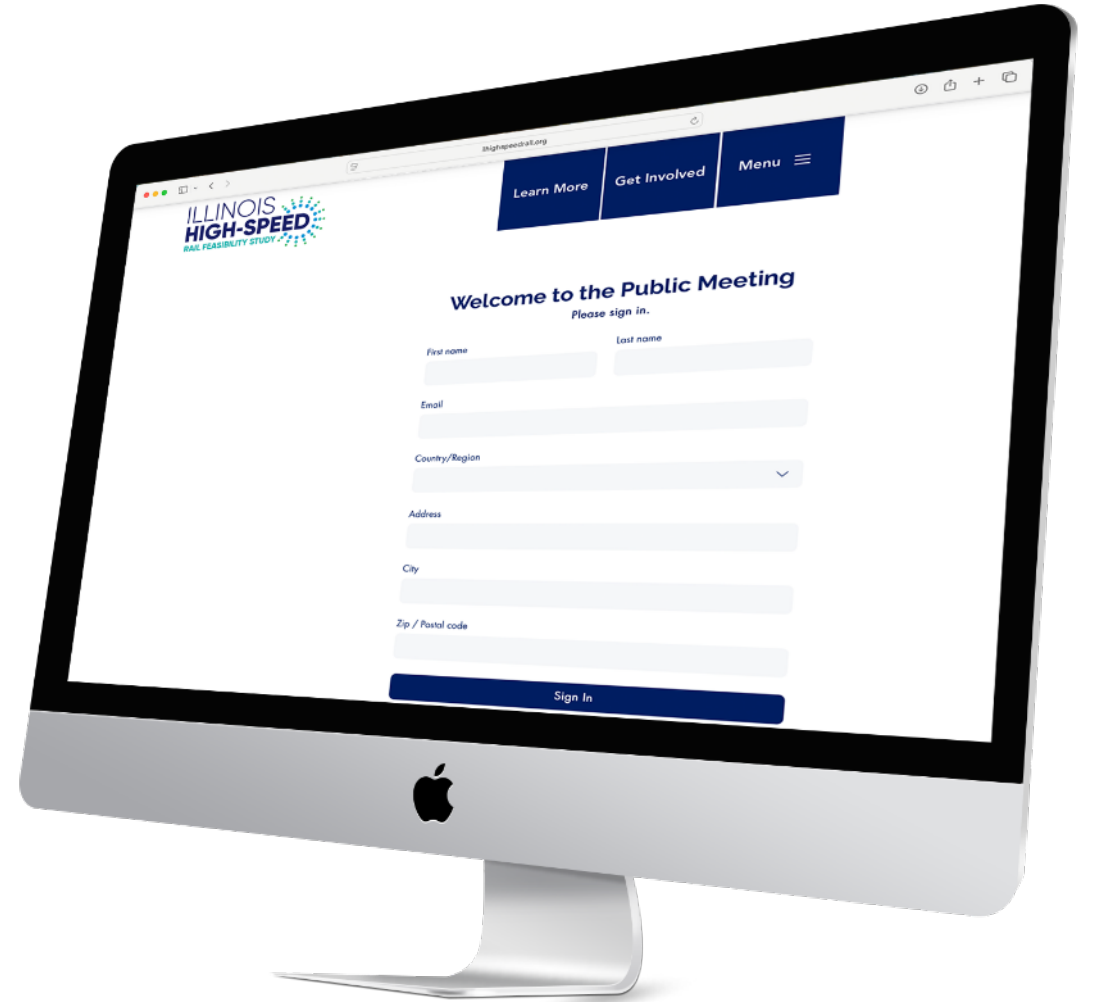 ilhighspeedrail.org
Learn More
Get Involved
Menu
ILLINOIS
HIGH-SPEED
RAIL FEASIBILITY STUDY
Welcome to the Public Meeting
Please sign in.
First name
Last name
Email
Country/Region
Address
City
Zip / Postal code
Sign In